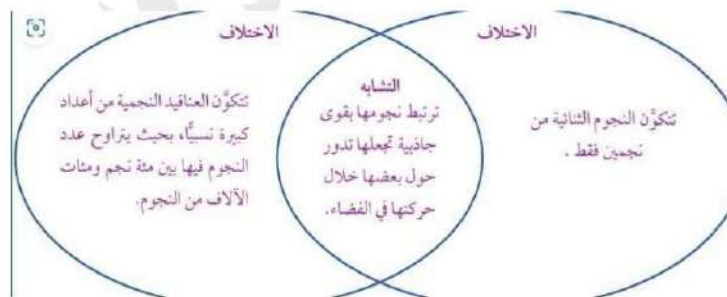 الاختلاف
تتكوَّن النجوم الثنائية من
نجمين فقط .
التشابه
ترتبط نجومها بقوى
جاذبية تجعلها تدور
حول بعضها خلال
حركتها في الفضاء.
الاختلاف
تتكوَّن العناقيد النجمية من أعداد
كبيرة نسبيًّا، بحيث يتراوح عدد
النجوم فيها بين مئة نجم ومئات
الآلاف من النجوم.